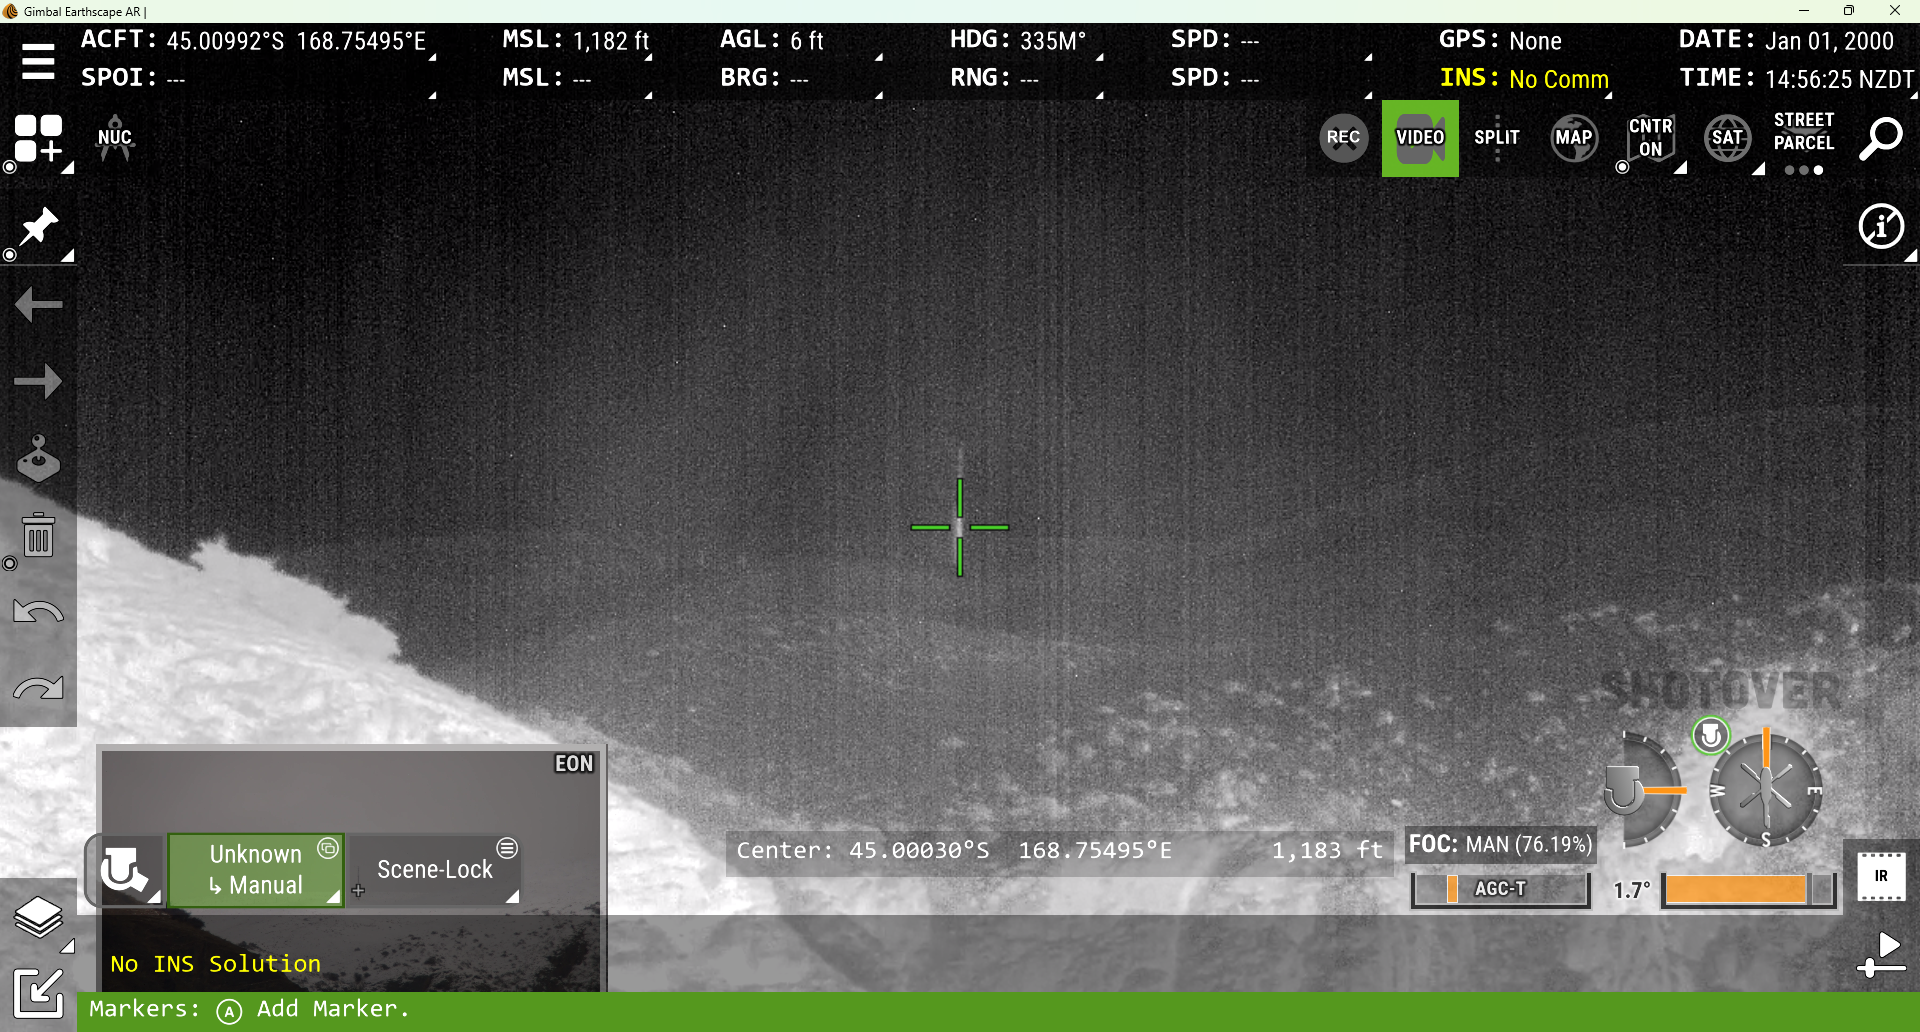 Gimbal Earthscape AR |
ACFT: 45.00992°S 168.75495°E MSL: 1,182 ft AGL: 6 ft HDG: 335M° SPD: --- GPS: None DATE: Jan 01, 2000
SPOI: --- MSL: --- BRG: --- RNG: --- SPD: --- INS: No Comm TIME: 14:56:25 NZDT
NUC REC VIDEO SPLIT MAP CNTR ON SAT STREET PARCEL
SHOTOVER
EON
W E
S
Unknown
↳ Manual
Scene-Lock
Center: 45.00030°S 168.75495°E 1,183 ft
FOC: MAN (76.19%)
AGC-T 1.7° IR
No INS Solution
Markers: A Add Marker.